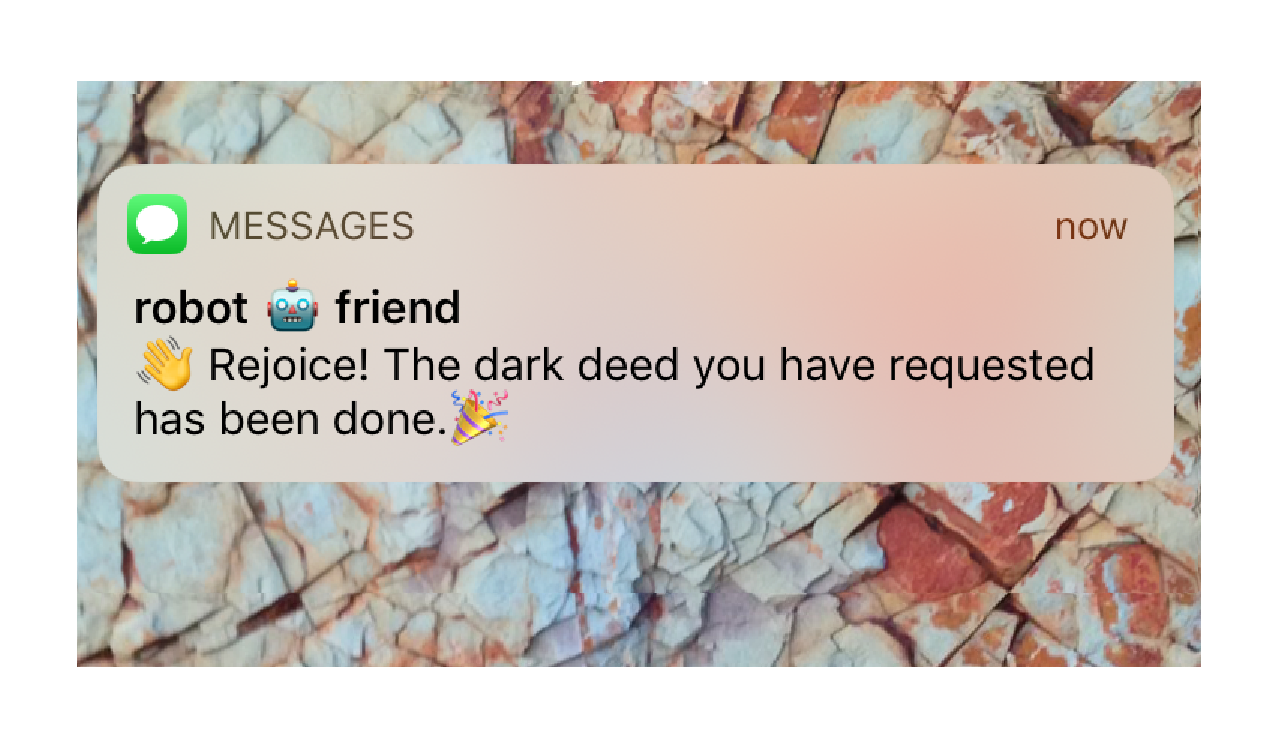 MESSAGES now
robot 🤖 friend
👋 Rejoice! The dark deed you have requested
has been done.🎉